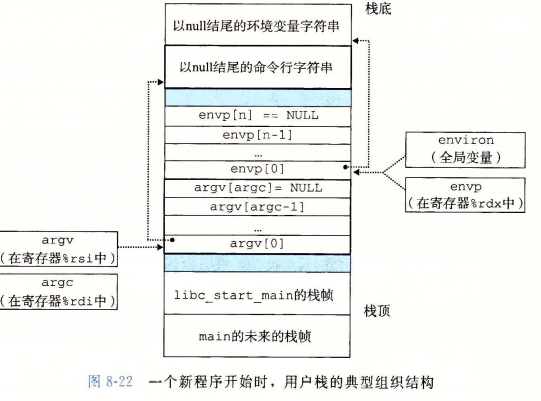 栈底
以null结尾的环境变量字符串
以null结尾的命令行字符串
envp[n] == NULL
envp[n-1]
…
envp[0]
environ
（全局变量）
envp
（在寄存器%rdx中）
argv[argc]= NULL
argv[argc-1]
…
argv[0]
argv
（在寄存器%rsi中）
argc
（在寄存器%rdi中）
libc_start_main的栈帧
栈顶
main的未来的栈帧
图 8-22 一个新程序开始时，用户栈的典型组织结构